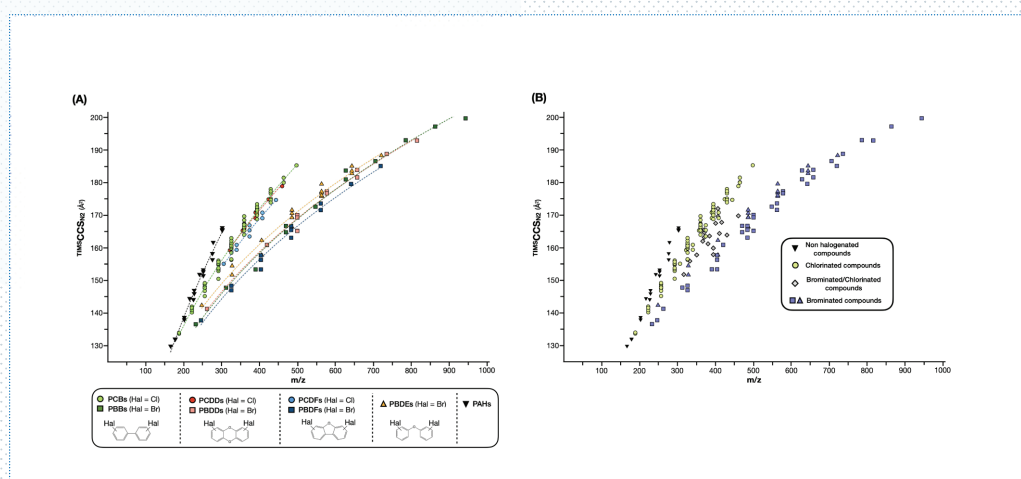 (A)
TIMSCCSN2 (Å²)
200
190
180
170
160
150
140
130
100 200 300 400 500 600 700 800 900 1000
m/z
PCBs (Hal = Cl)
PBBs (Hal = Br)
Hal Hal
PCDDs (Hal = Cl)
PBDDs (Hal = Br)
Hal Hal
O
O
PCDFs (Hal = Cl)
PBDFs (Hal = Br)
Hal O Hal
PBDEs (Hal = Br)
Hal O Hal
PAHs
(B)
TIMSCCSN2 (Å²)
200
190
180
170
160
150
140
130
100 200 300 400 500 600 700 800 900 1000
m/z
Non halogenated
compounds
Chlorinated compounds
Brominated/Chlorinated
compounds
Brominated compounds